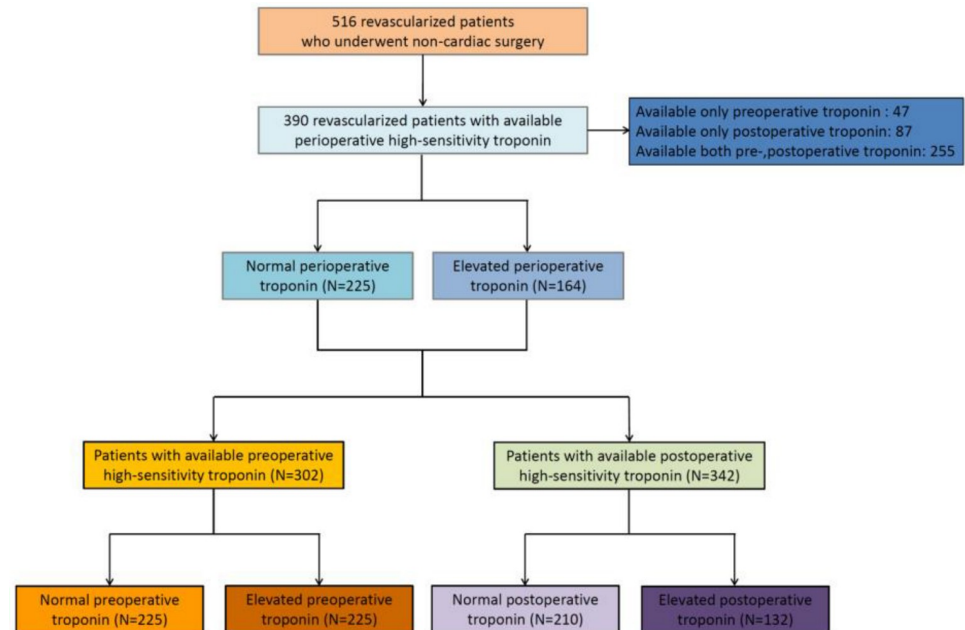 516 revascularized patients
who underwent non-cardiac surgery
390 revascularized patients with available
perioperative high-sensitivity troponin
Available only preoperative troponin : 47
Available only postoperative troponin: 87
Available both pre-,postoperative troponin: 255
Normal perioperative
troponin (N=225)
Elevated perioperative
troponin (N=164)
Patients with available preoperative
high-sensitivity troponin (N=302)
Patients with available postoperative
high-sensitivity troponin (N=342)
Normal preoperative
troponin (N=225)
Elevated preoperative
troponin (N=225)
Normal postoperative
troponin (N=210)
Elevated postoperative
troponin (N=132)